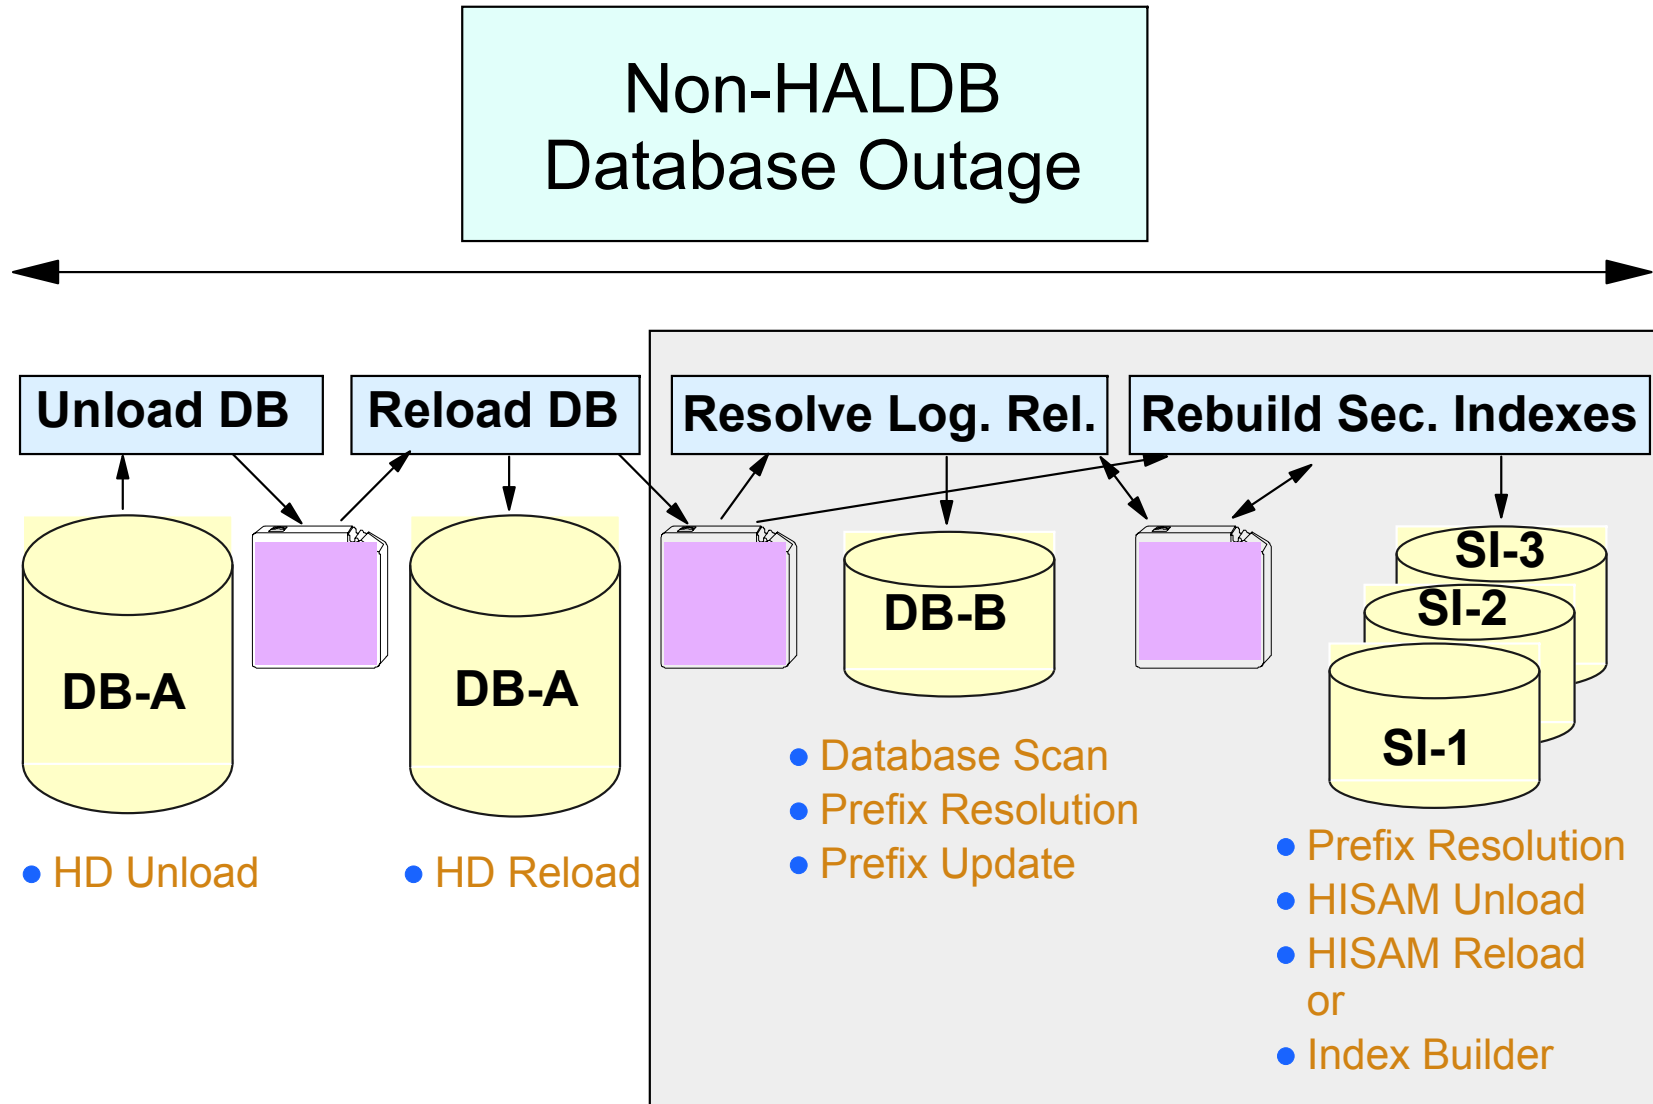 Non-HALDB
Database Outage
Unload DB
Reload DB
Resolve Log. Rel.
Rebuild Sec. Indexes
DB-A
DB-A
DB-B
SI-3
SI-2
SI-1
• HD Unload
• HD Reload
• Database Scan
• Prefix Resolution
• Prefix Update
• Prefix Resolution
• HISAM Unload
• HISAM Reload
or
• Index Builder